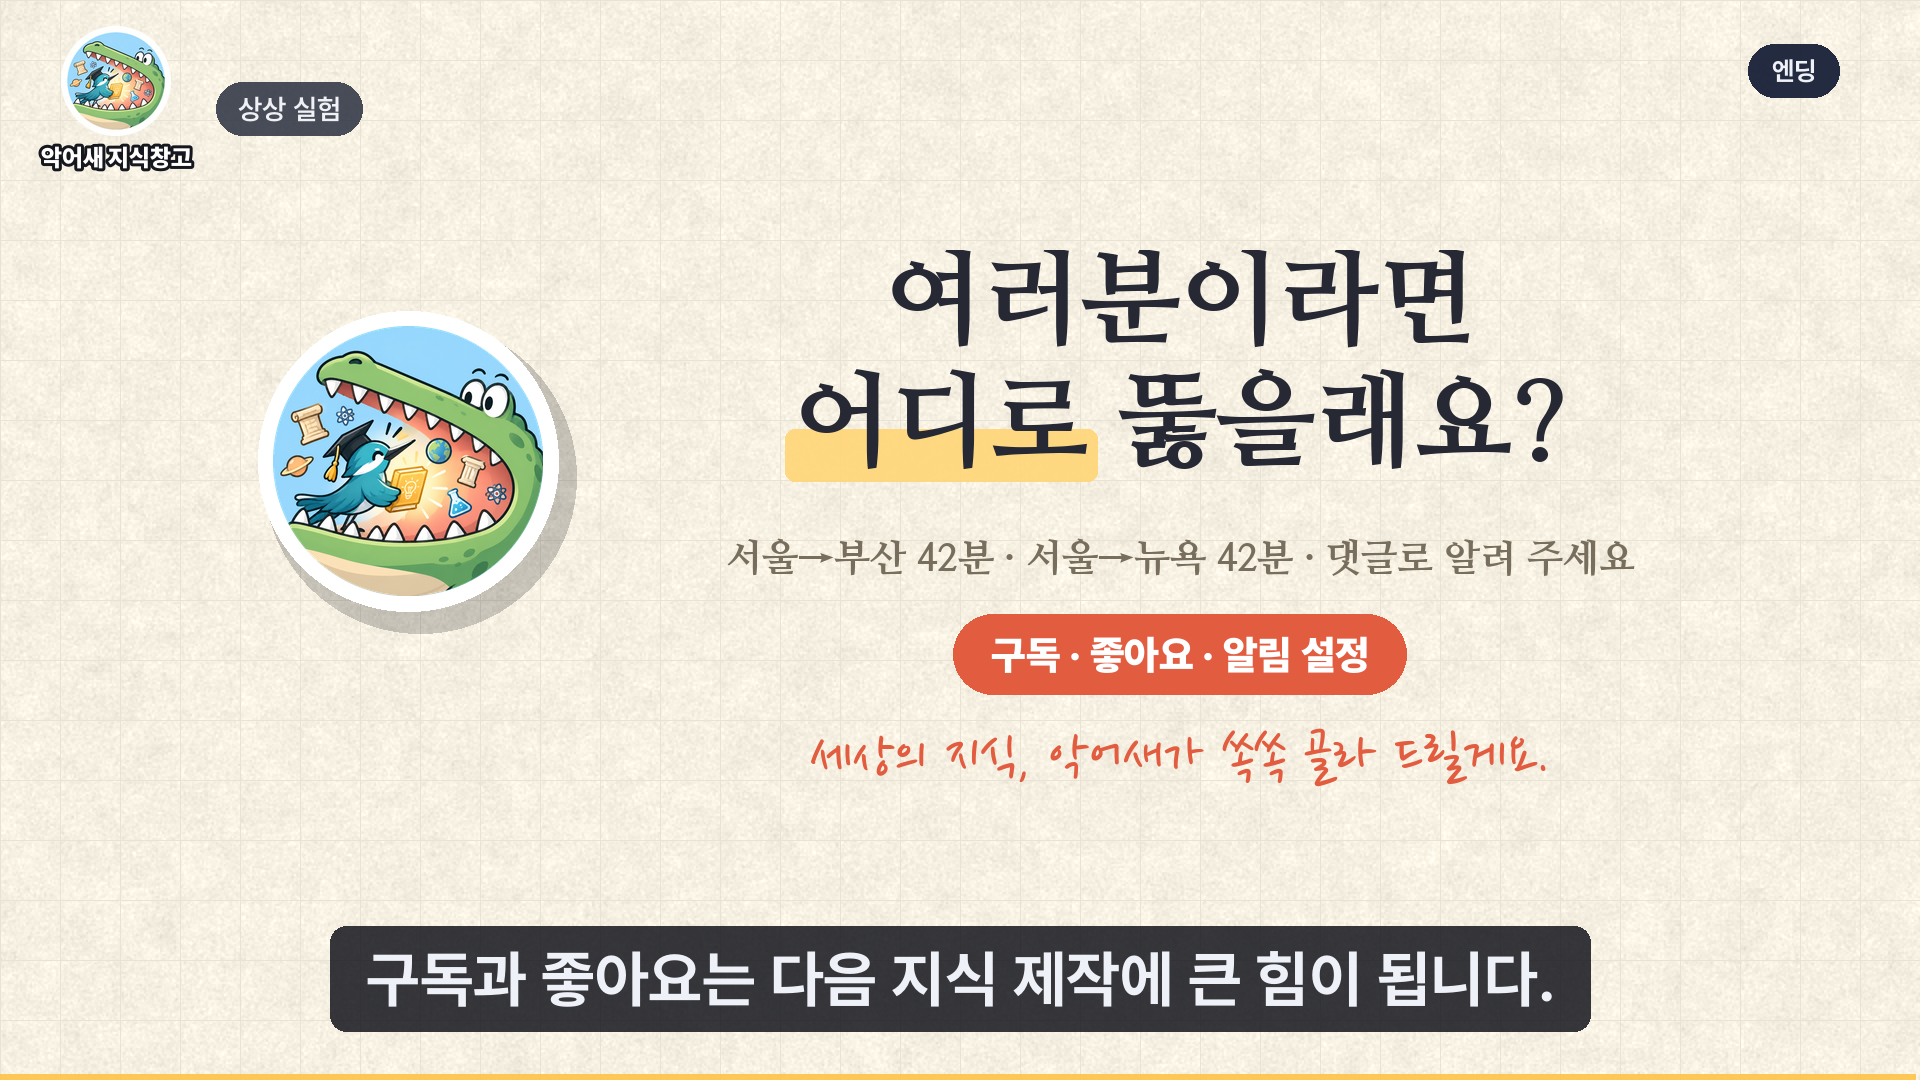 악어새 지식창고
상상 실험
엔딩
여러분이라면
어디로 뚫을래요?
서울→부산 42분 · 서울→뉴욕 42분 · 댓글로 알려 주세요
구독 · 좋아요 · 알림 설정
세상의 지식, 악어새가 쏙쏙 골라 드릴게요.
구독과 좋아요는 다음 지식 제작에 큰 힘이 됩니다.